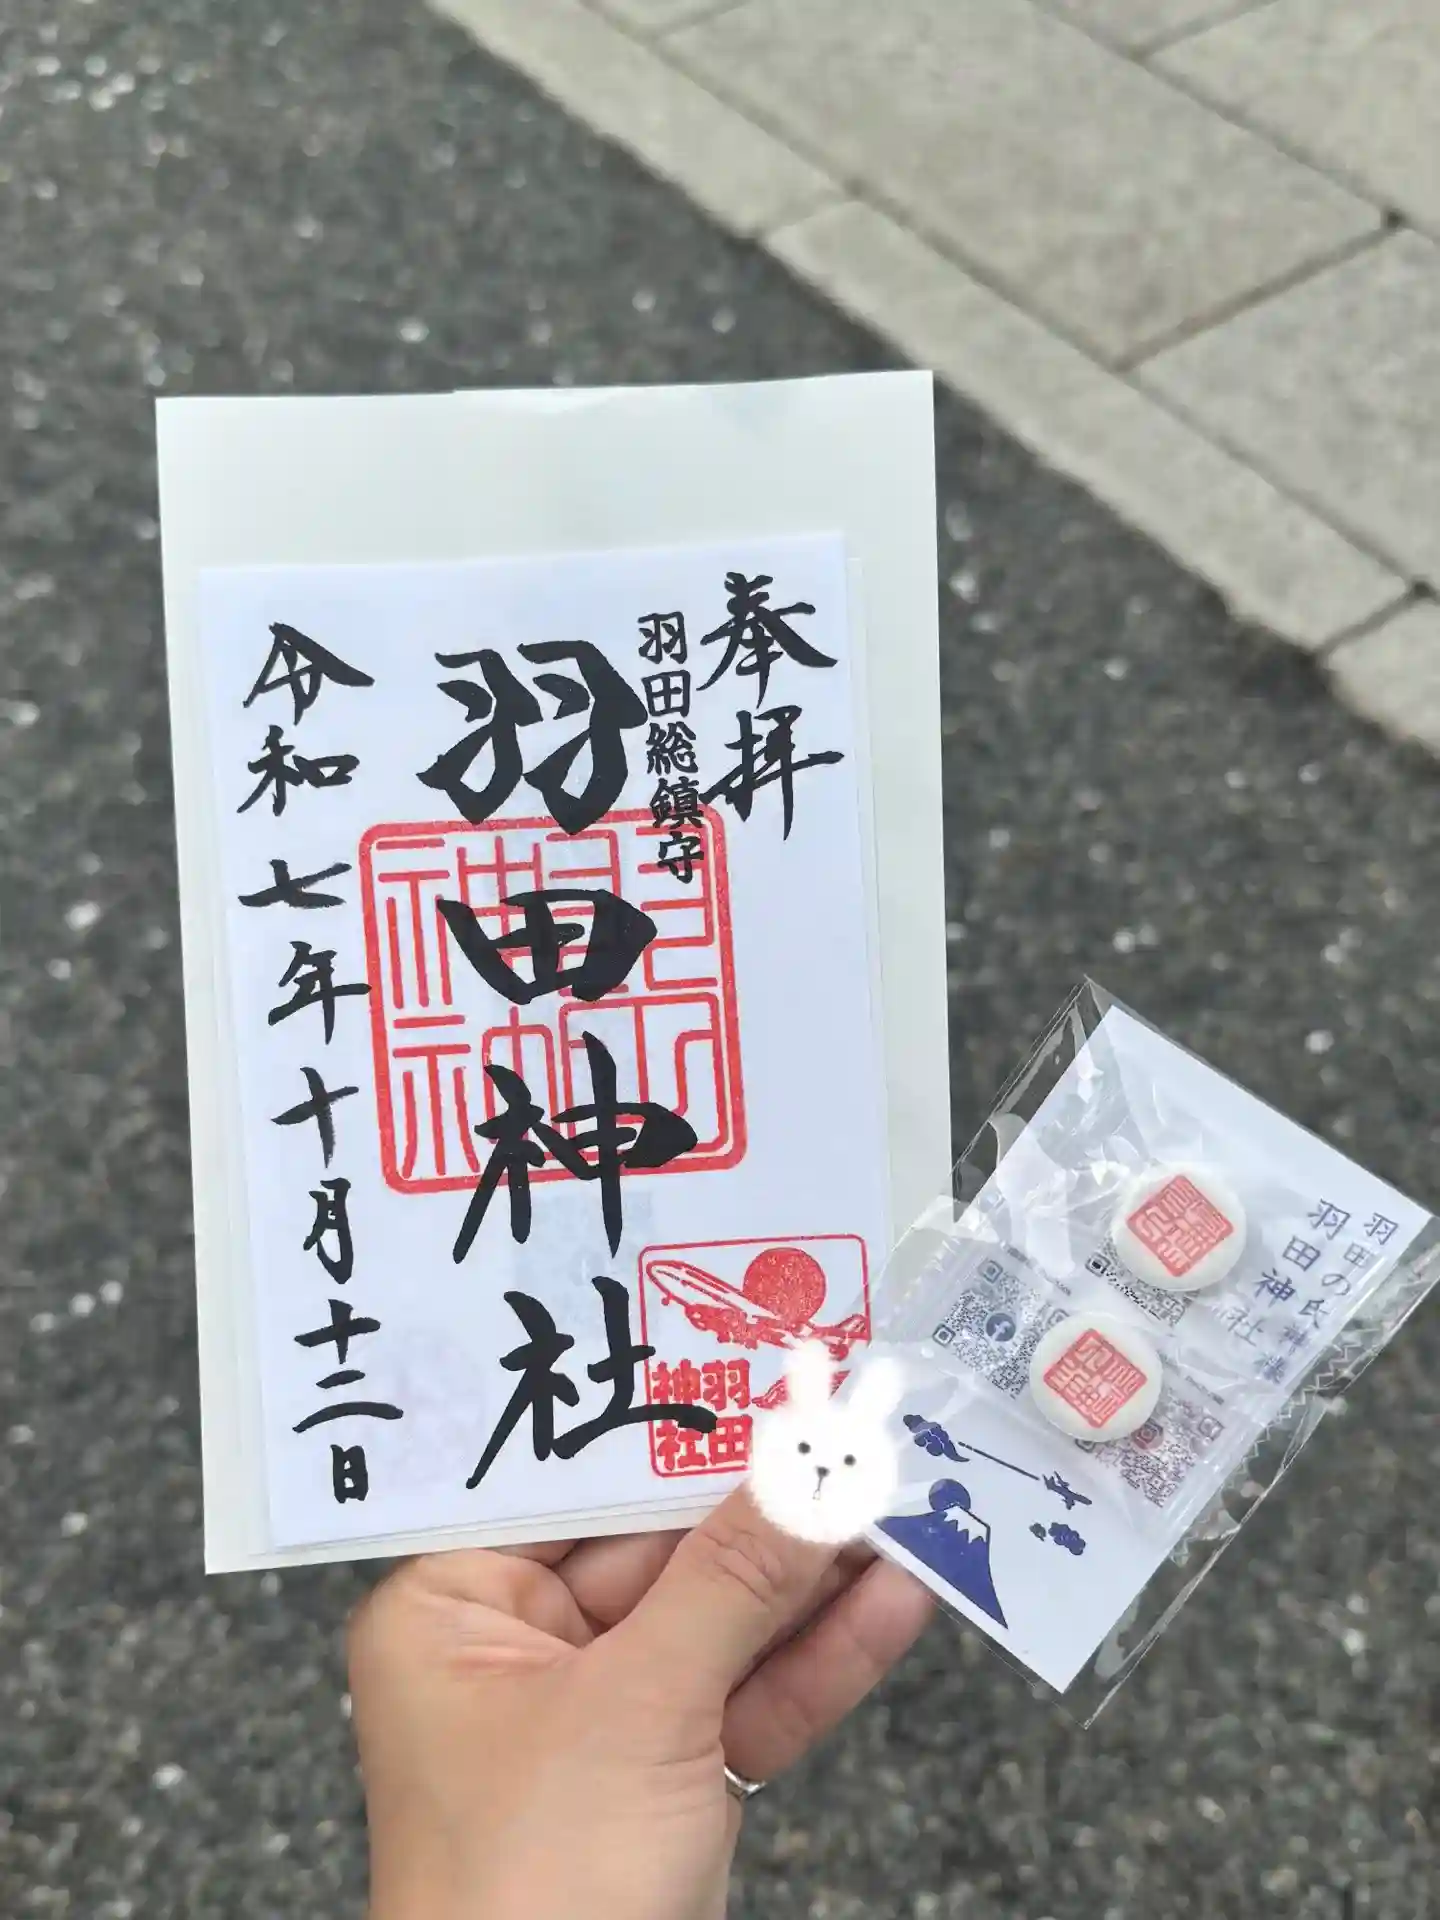 奉拝
羽田総鎮守
羽田神社
令和七年十月十二日
羽田
神社
羽田の氏神様
羽田神社